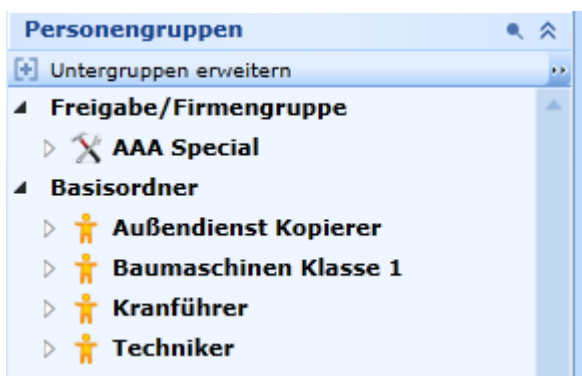 Personengruppen
Untergruppen erweitern
Freigabe/Firmengruppe
AAA Special
Basisordner
Außendienst Kopierer
Baumaschinen Klasse 1
Kranführer
Techniker